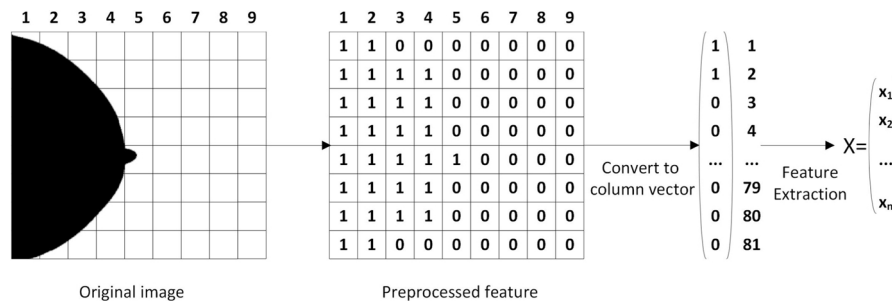 1 2 3 4 5 6 7 8 9
1 2 3 4 5 6 7 8 9
1 1 0 0 0 0 0 0 0
1 1 1 1 0 0 0 0 0
1 1 1 1 0 0 0 0 0
1 1 1 1 0 0 0 0 0
1 1 1 1 1 0 0 0 0
1 1 1 1 0 0 0 0 0
1 1 1 1 0 0 0 0 0
1 1 0 0 0 0 0 0 0
Original image
Preprocessed feature
Convert to
column vector
1 1
1 2
0 3
0 4
... ...
0 79
0 80
0 81
Feature
Extraction
X=
x1
x2
...
xn